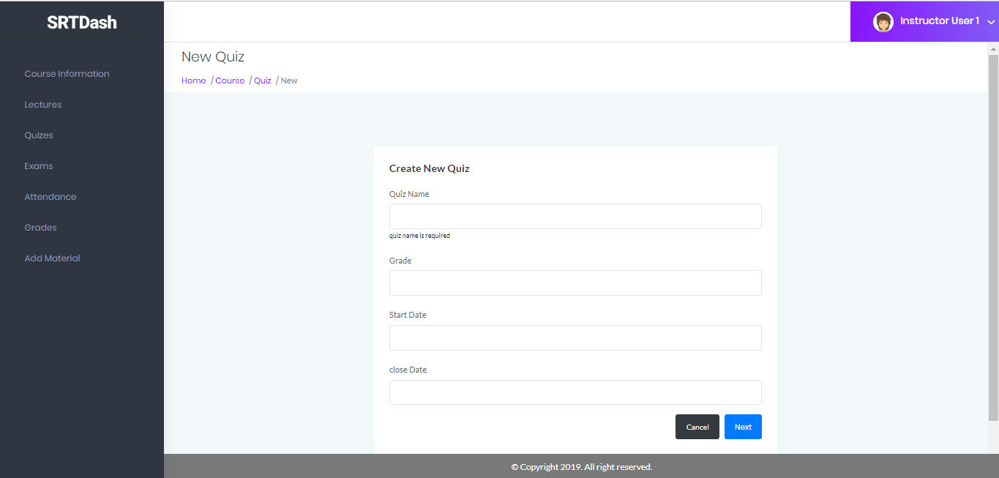 SRTDash
Instructor User 1
Course Information
Lectures
Quizes
Exams
Attendance
Grades
Add Material
New Quiz
Home / Course / Quiz / New
Create New Quiz
Quiz Name
quiz name is required
Grade
Start Date
close Date
Cancel Next
© Copyright 2019. All right reserved.